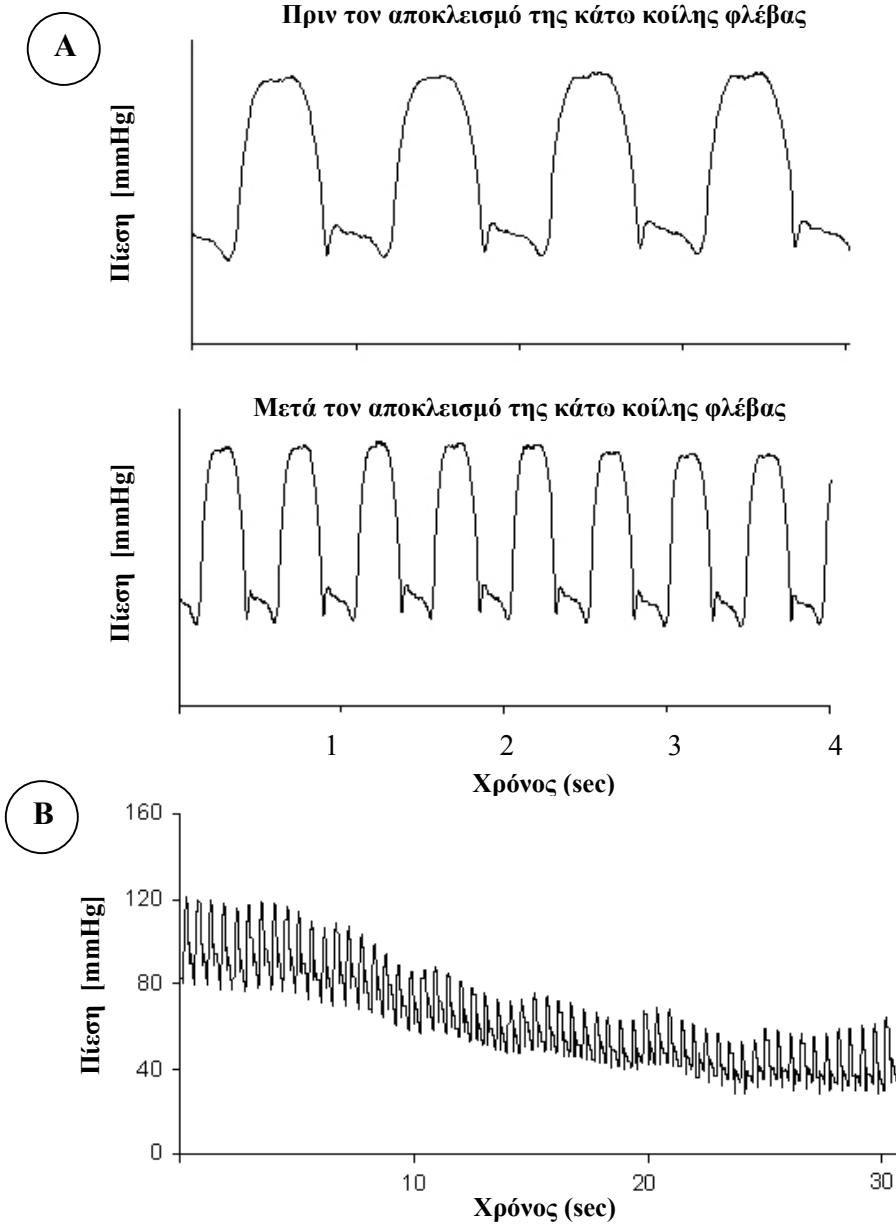 Α
Πριν τον αποκλεισμό της κάτω κοίλης φλέβας
Πίεση [mmHg]
Μετά τον αποκλεισμό της κάτω κοίλης φλέβας
Πίεση [mmHg]
1 2 3 4
Χρόνος (sec)
Β
160
120
80
40
0
Πίεση [mmHg]
10 20 30
Χρόνος (sec)